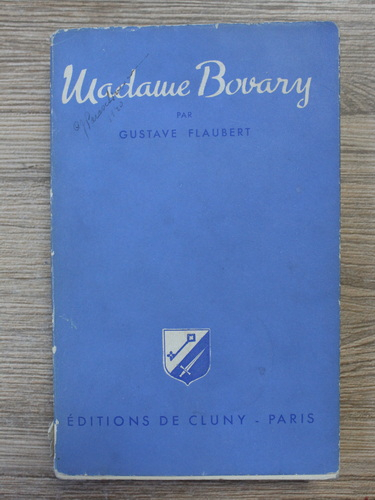 Madame Bovary
PAR
GUSTAVE FLAUBERT
ÉDITIONS DE CLUNY - PARIS